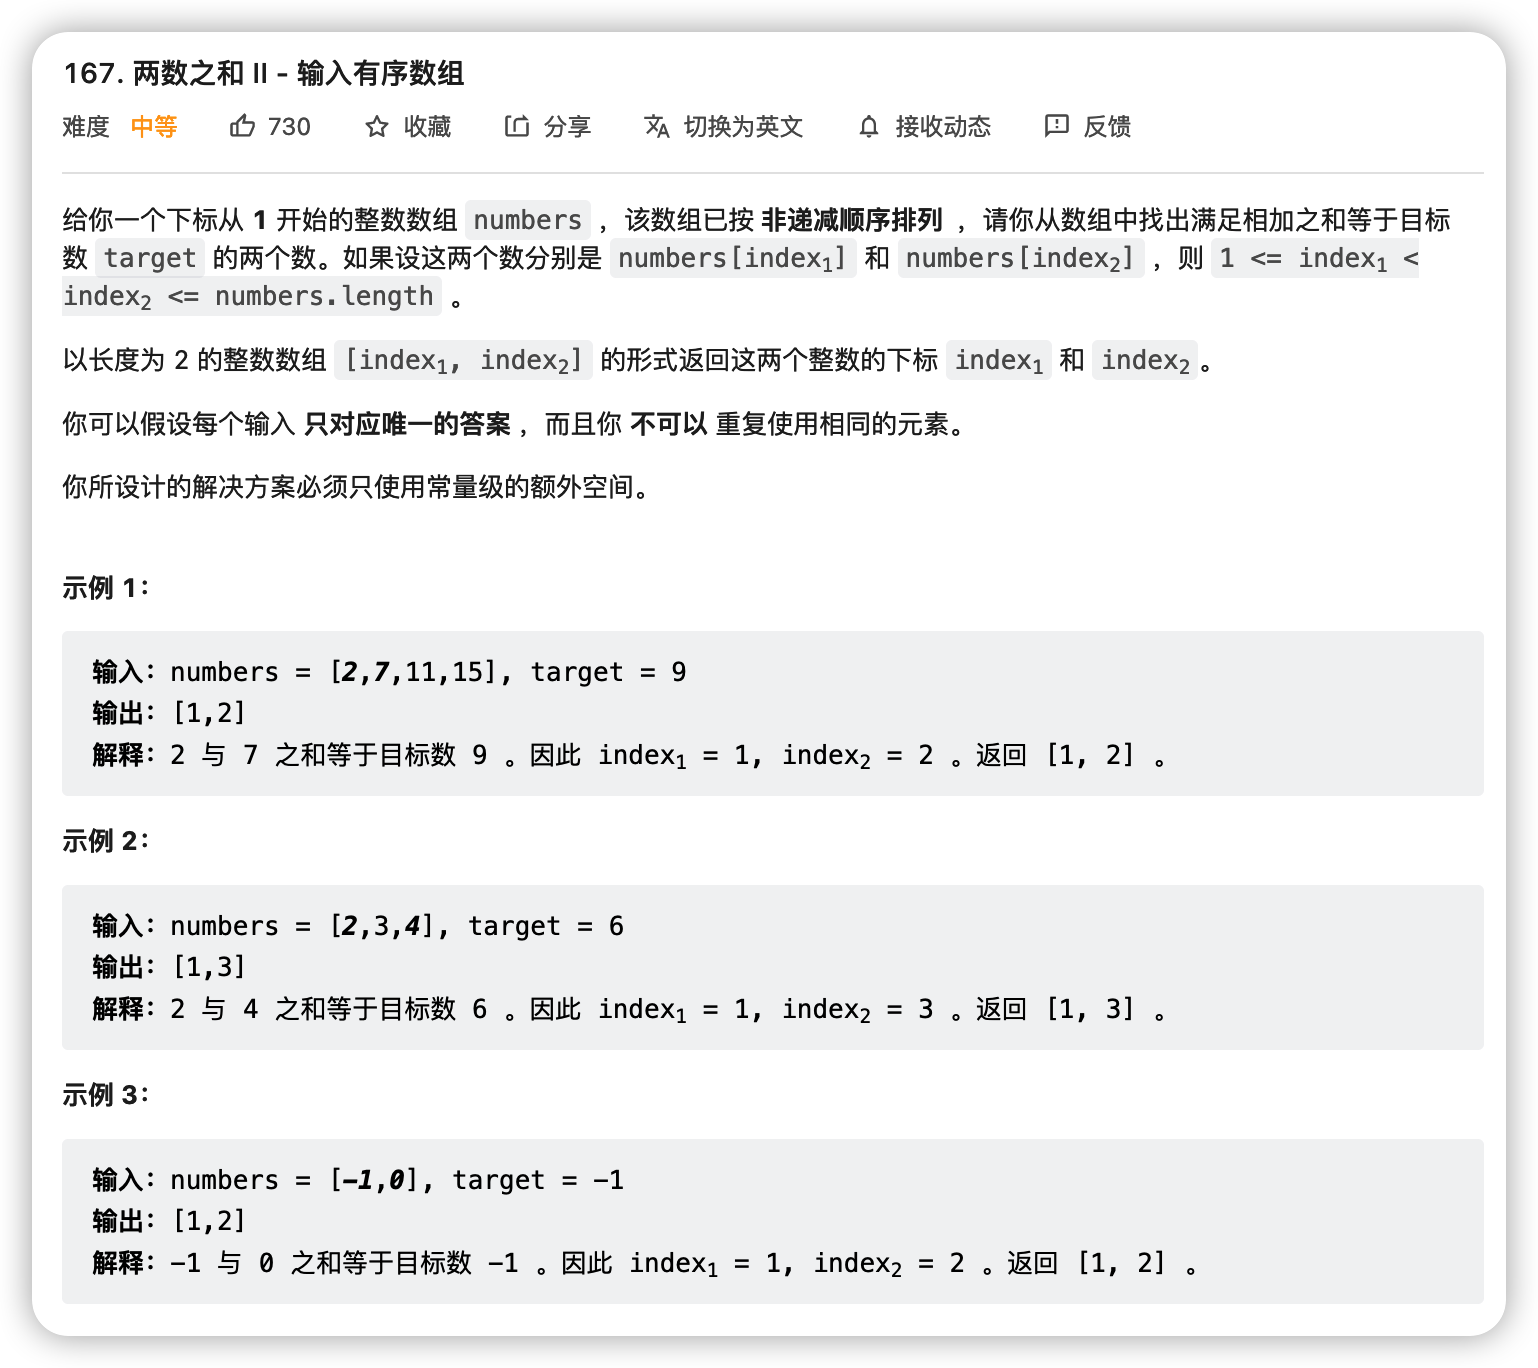 167. 两数之和 II - 输入有序数组
难度 中等 730 收藏 分享 切换为英文 接收动态 反馈
给你一个下标从 1 开始的整数数组 numbers ，该数组已按 非递减顺序排列 ，请你从数组中找出满足相加之和等于目标
数 target 的两个数。如果设这两个数分别是 numbers[index₁] 和 numbers[index₂] ，则 1 <= index₁ <
index₂ <= numbers.length 。
以长度为 2 的整数数组 [index₁, index₂] 的形式返回这两个整数的下标 index₁ 和 index₂。
你可以假设每个输入 只对应唯一的答案 ，而且你 不可以 重复使用相同的元素。
你所设计的解决方案必须只使用常量级的额外空间。
示例 1：
输入：numbers = [2,7,11,15], target = 9
输出：[1,2]
解释：2 与 7 之和等于目标数 9 。因此 index₁ = 1, index₂ = 2 。返回 [1, 2] 。
示例 2：
输入：numbers = [2,3,4], target = 6
输出：[1,3]
解释：2 与 4 之和等于目标数 6 。因此 index₁ = 1, index₂ = 3 。返回 [1, 3] 。
示例 3：
输入：numbers = [-1,0], target = -1
输出：[1,2]
解释：-1 与 0 之和等于目标数 -1 。因此 index₁ = 1, index₂ = 2 。返回 [1, 2] 。